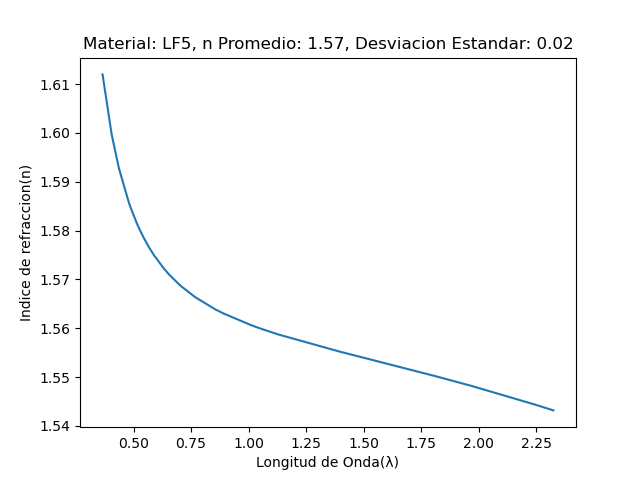 Material: LF5, n Promedio: 1.57, Desviacion Estandar: 0.02
1.61
1.60
1.59
1.58
1.57
1.56
1.55
1.54
Indice de refraccion(n)
0.50 0.75 1.00 1.25 1.50 1.75 2.00 2.25
Longitud de Onda(λ)